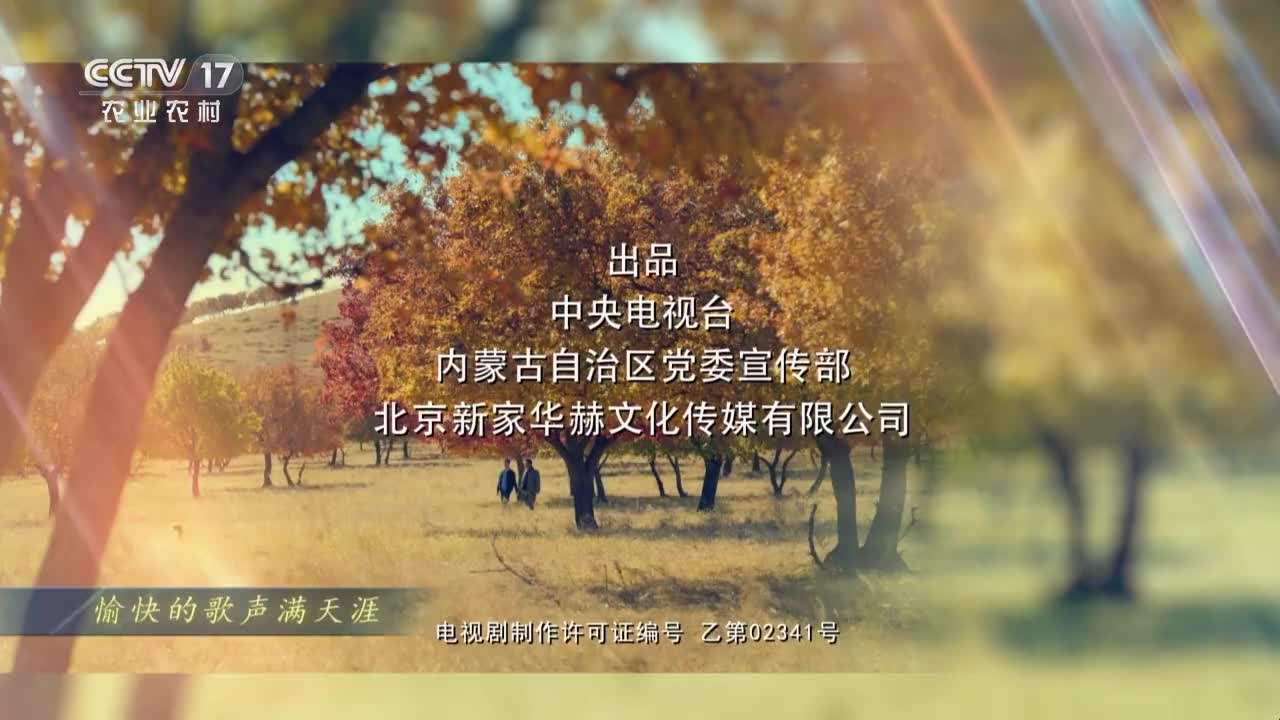 CCTV 17
农业农村
出品
中央电视台
内蒙古自治区党委宣传部
北京新家华赫文化传媒有限公司
愉快的歌声满天涯
电视剧制作许可证编号 乙第02341号